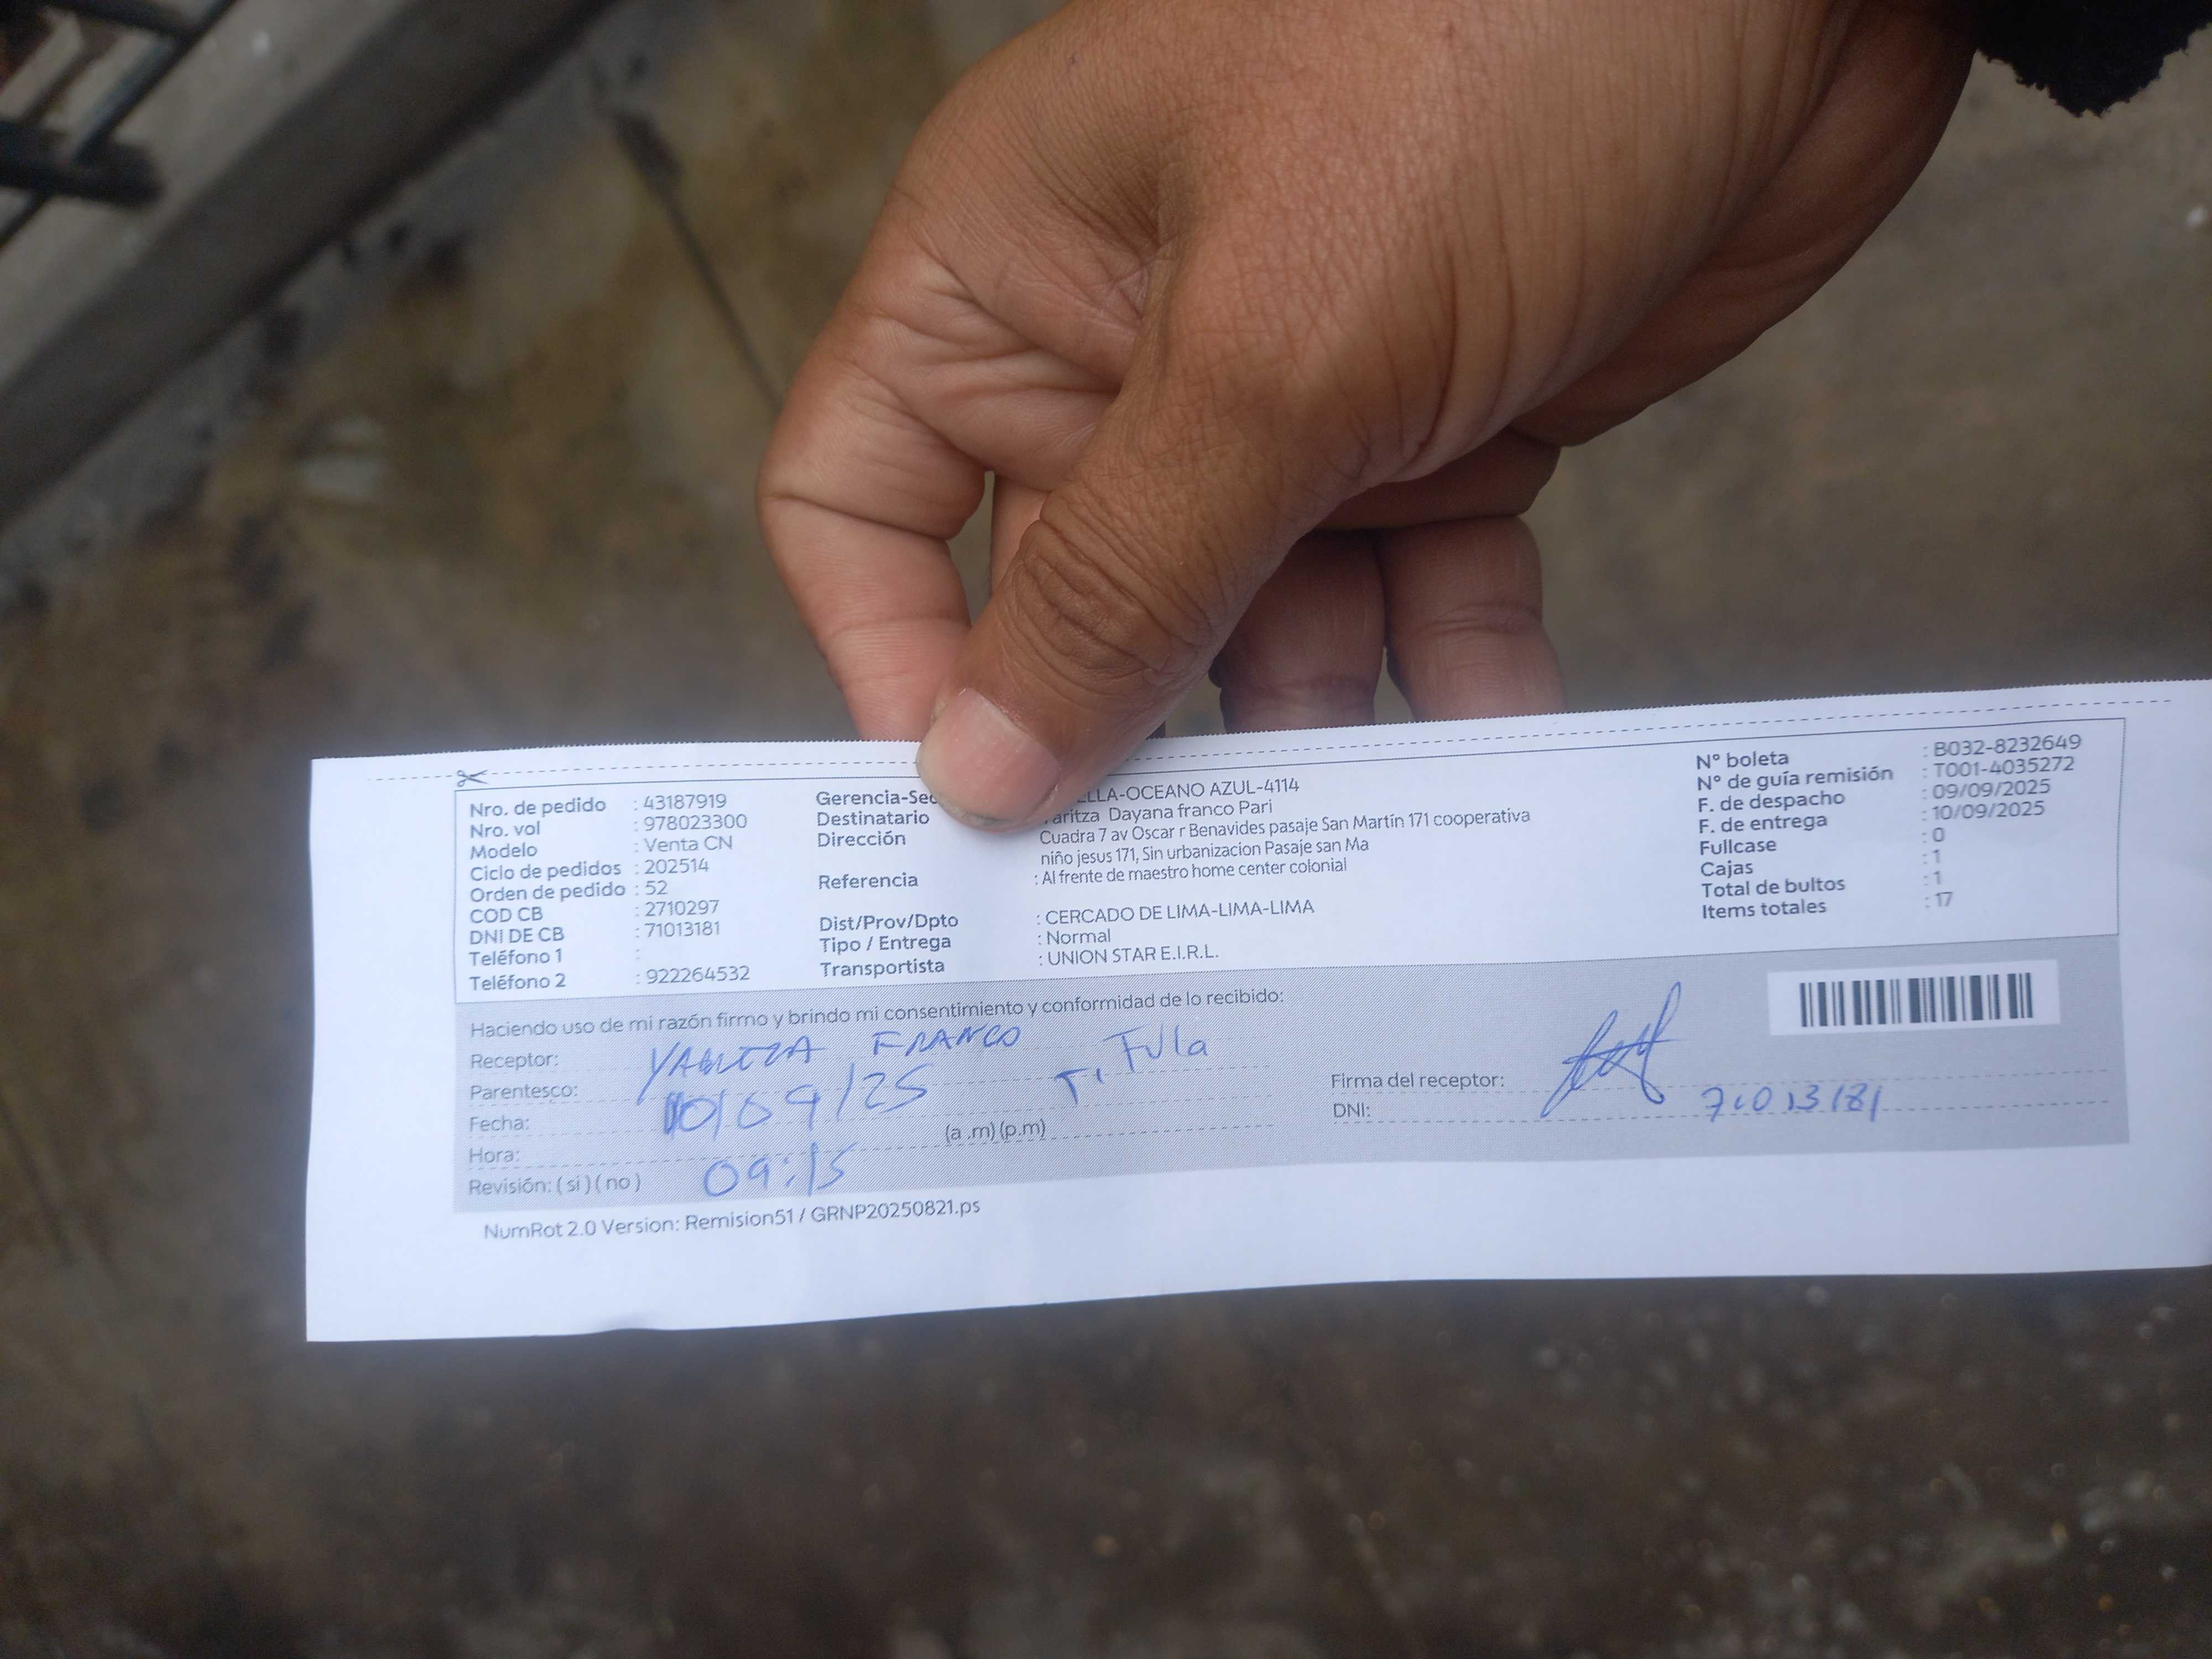 Nro. de pedido : 43187919
Nro. vol : 978023300
Modelo : Venta CN
Ciclo de pedidos : 202514
Orden de pedido : 52
COD CB : 2710297
DNI DE CB : 71013181
Teléfono 1 :
Teléfono 2 : 922264532
Gerencia-Sec ELLA-OCEANO AZUL-4114
Destinatario aritza Dayana franco Pari
Dirección Cuadra 7 av Oscar r Benavides pasaje San Martín 171 cooperativa
niño jesus 171, Sin urbanizacion Pasaje san Ma
Referencia : Al frente de maestro home center colonial
Dist/Prov/Dpto : CERCADO DE LIMA-LIMA-LIMA
Tipo / Entrega : Normal
Transportista : UNION STAR E.I.R.L.
N° boleta : B032-8232649
N° de guía remisión : T001-4035272
F. de despacho : 09/09/2025
F. de entrega : 10/09/2025
Fullcase : 0
Cajas : 1
Total de bultos : 1
Items totales : 17
Haciendo uso de mi razón firmo y brindo mi consentimiento y conformidad de lo recibido:
Receptor: FRANCO
Parentesco: T,
Fecha: 10/09/25
Hora: (a .m) (p.m)
Revisión: ( si ) ( no ) 09:15
Firma del receptor:
DNI: 71013181
NumRot 2.0 Version: Remision51 / GRNP20250821.ps